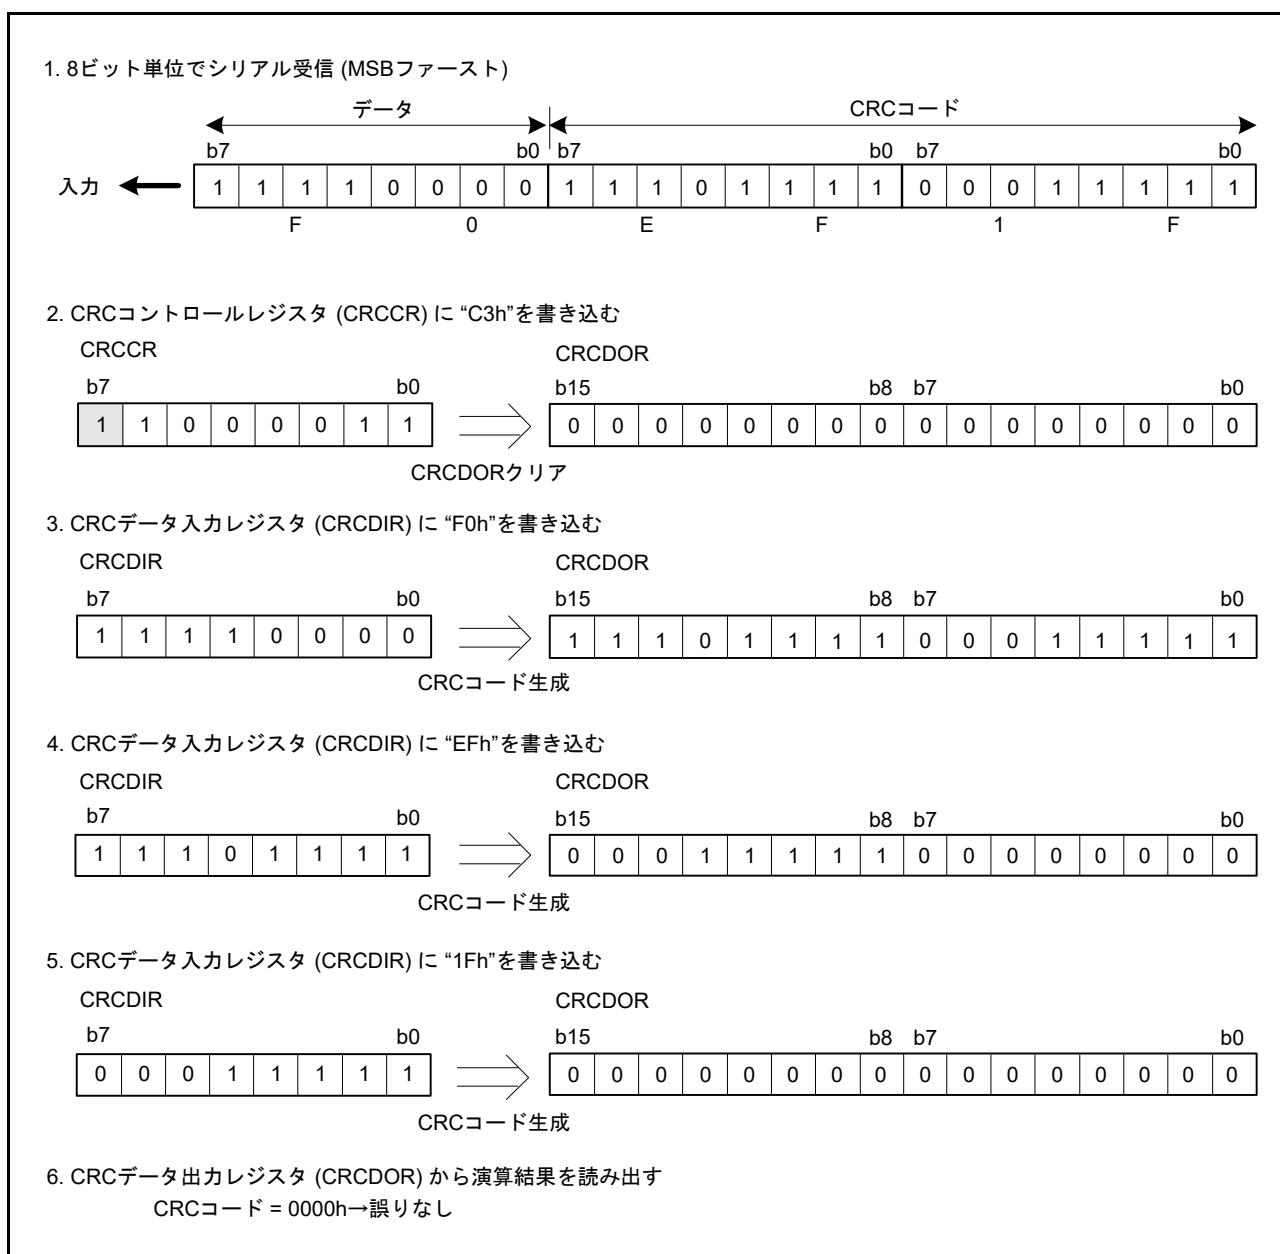 1. 8ビット単位でシリアル受信 (MSBファースト)
データ CRCコード
b7 b0 b7 b0 b7 b0
入力 1 1 1 1 0 0 0 0 1 1 1 0 1 1 1 1 0 0 0 1 1 1 1 1
F 0 E F 1 F
2. CRCコントロールレジスタ (CRCCR) に “C3h”を書き込む
CRCCR CRCDOR
b7 b0 b15 b8 b7 b0
1 1 0 0 0 0 1 1 0 0 0 0 0 0 0 0 0 0 0 0 0 0 0 0
CRCDORクリア
3. CRCデータ入力レジスタ (CRCDIR) に “F0h”を書き込む
CRCDIR CRCDOR
b7 b0 b15 b8 b7 b0
1 1 1 1 0 0 0 0 1 1 1 0 1 1 1 1 0 0 0 1 1 1 1 1
CRCコード生成
4. CRCデータ入力レジスタ (CRCDIR) に “EFh”を書き込む
CRCDIR CRCDOR
b7 b0 b15 b8 b7 b0
1 1 1 0 1 1 1 1 0 0 0 1 1 1 1 1 0 0 0 0 0 0 0 0
CRCコード生成
5. CRCデータ入力レジスタ (CRCDIR) に “1Fh”を書き込む
CRCDIR CRCDOR
b7 b0 b15 b8 b7 b0
0 0 0 1 1 1 1 1 0 0 0 0 0 0 0 0 0 0 0 0 0 0 0 0
CRCコード生成
6. CRCデータ出力レジスタ (CRCDOR) から演算結果を読み出す
CRCコード = 0000h→誤りなし